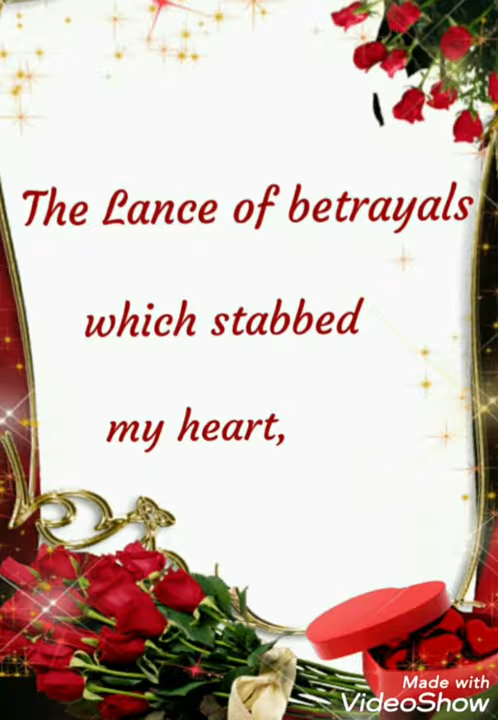 The Lance of betrayals
which stabbed
my heart,
Made with
VideoShow